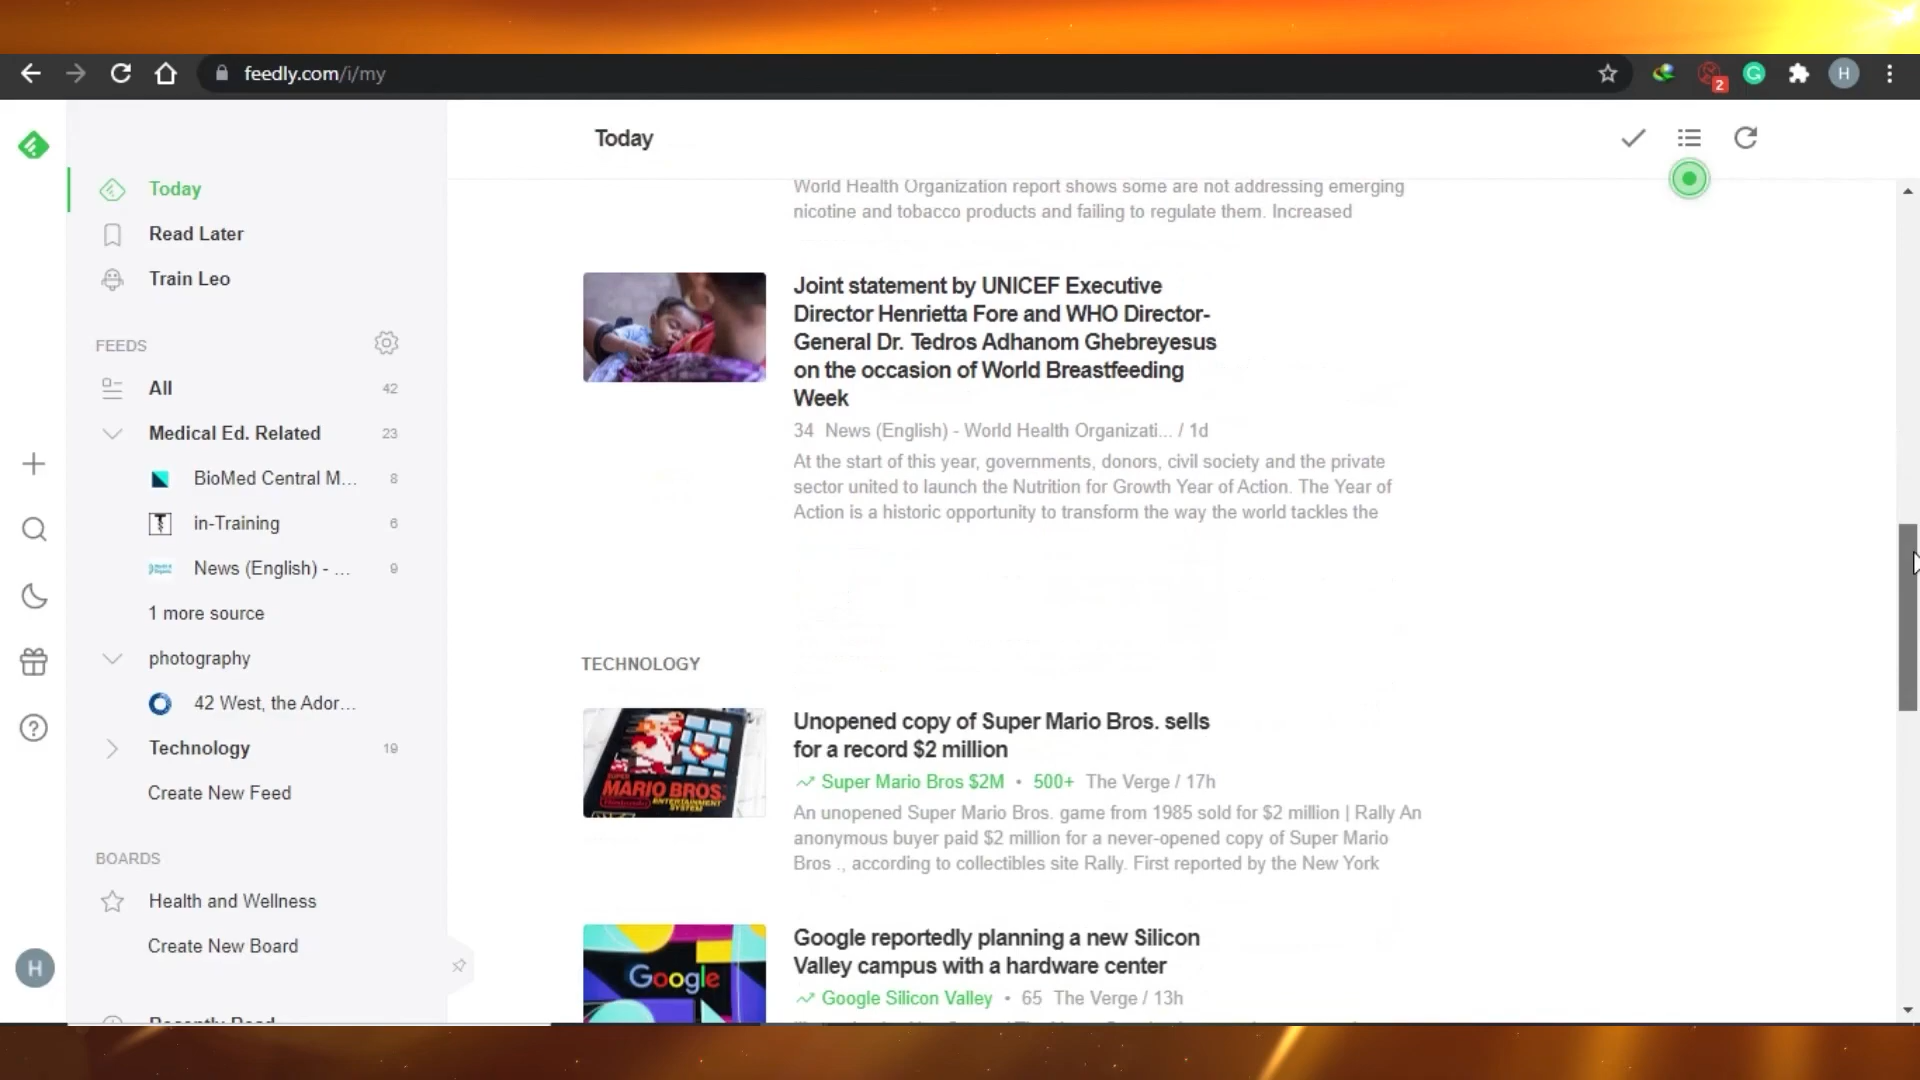 feedly.com/i/my
2
H
Today
Today
Read Later
Train Leo
FEEDS
All 42
Medical Ed. Related 23
BioMed Central M... 8
in-Training 6
News (English) - ... 9
1 more source
photography
42 West, the Ador...
Technology 19
Create New Feed
BOARDS
Health and Wellness
Create New Board
Recently Read
H
World Health Organization report shows some are not addressing emerging
nicotine and tobacco products and failing to regulate them. Increased
Joint statement by UNICEF Executive
Director Henrietta Fore and WHO Director-
General Dr. Tedros Adhanom Ghebreyesus
on the occasion of World Breastfeeding
Week
34 News (English) - World Health Organizati... / 1d
At the start of this year, governments, donors, civil society and the private
sector united to launch the Nutrition for Growth Year of Action. The Year of
Action is a historic opportunity to transform the way the world tackles the
TECHNOLOGY
SUPER
MARIO BROS.
ENTERTAINMENT
SYSTEM
Unopened copy of Super Mario Bros. sells
for a record $2 million
Super Mario Bros $2M • 500+ The Verge / 17h
An unopened Super Mario Bros. game from 1985 sold for $2 million | Rally An
anonymous buyer paid $2 million for a never-opened copy of Super Mario
Bros ., according to collectibles site Rally. First reported by the New York
Google
Google reportedly planning a new Silicon
Valley campus with a hardware center
Google Silicon Valley • 65 The Verge / 13h